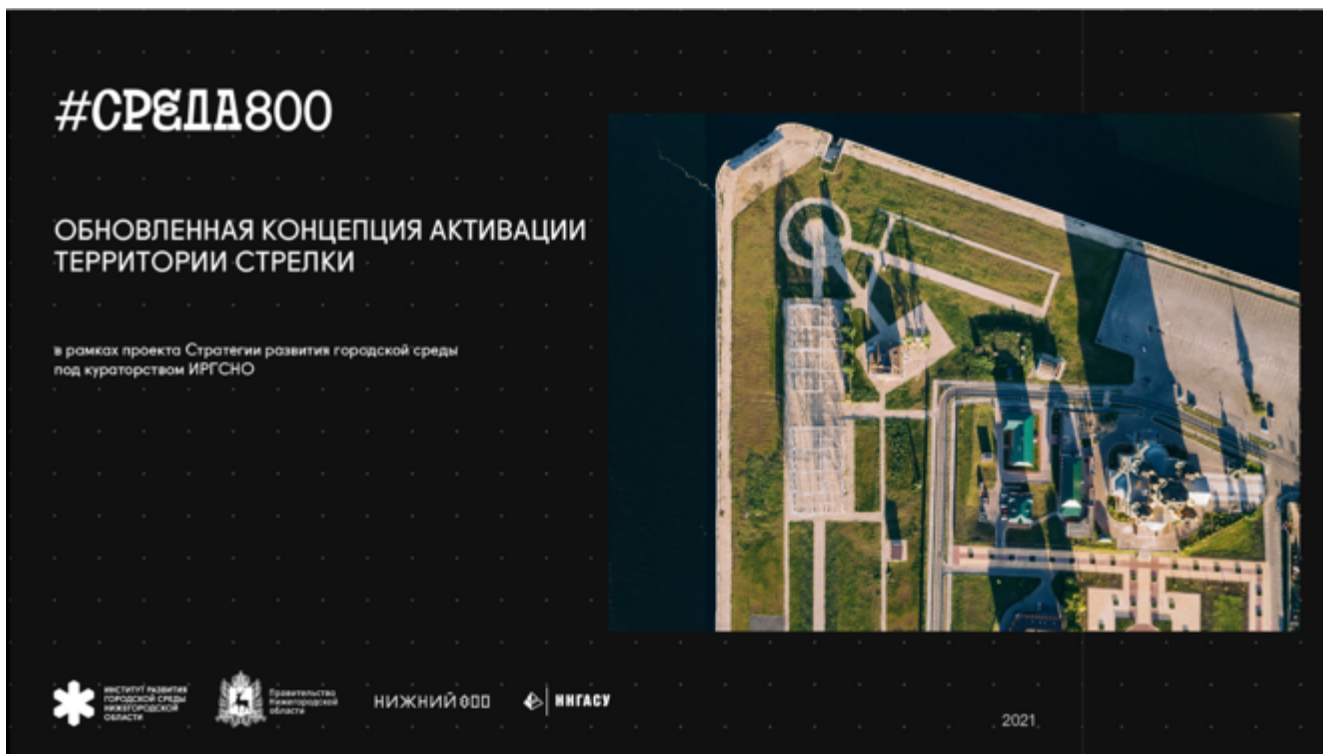 #СРЕДА800
ОБНОВЛЕННАЯ КОНЦЕПЦИЯ АКТИВАЦИИ
ТЕРРИТОРИИ СТРЕЛКИ
в рамках проекта Стратегии развития городской среды
под кураторством ИРГСНО
ИНСТИТУТ РАЗВИТИЯ
ГОРОДСКОЙ СРЕДЫ
НИЖЕГОРОДСКОЙ
ОБЛАСТИ
Правительство
Нижегородской
области
НИЖНИЙ 800
ННГАСУ
2021